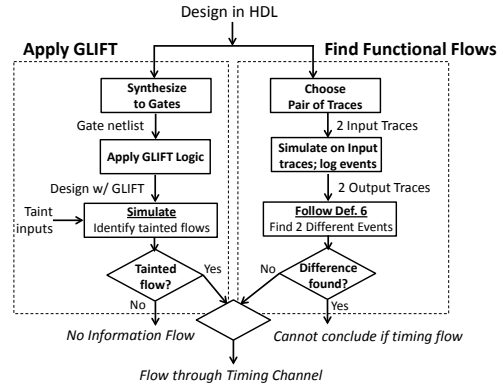 Design in HDL
Apply GLIFT
Find Functional Flows
Synthesize
to Gates
Gate netlist
Apply GLIFT Logic
Design w/ GLIFT
Taint
inputs
Simulate
Identify tainted flows
Tainted
flow?
Yes
No
No Information Flow
Choose
Pair of Traces
2 Input Traces
Simulate on Input
traces; log events
2 Output Traces
Follow Def. 6
Find 2 Different Events
No
Difference
found?
Yes
Cannot conclude if timing flow
Flow through Timing Channel